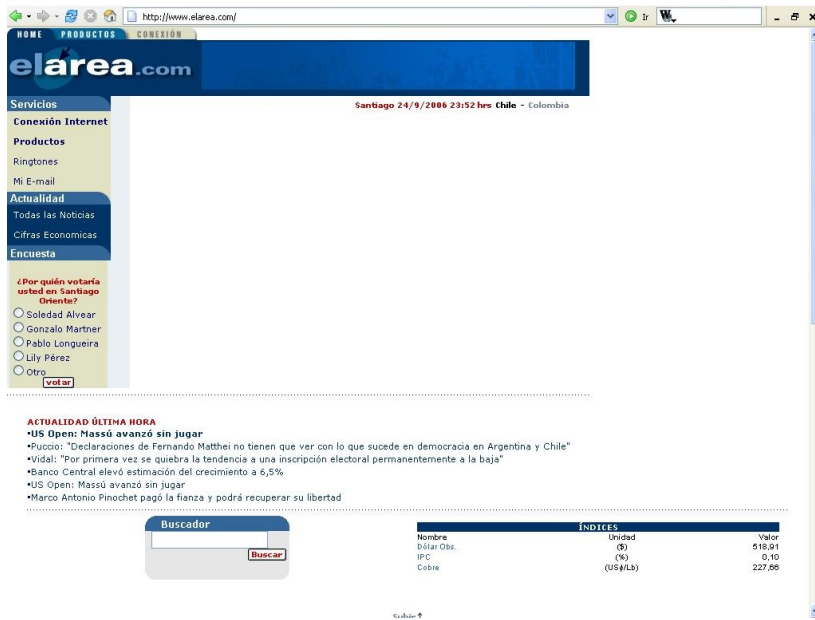 http://www.elarea.com/
Ir
HOME PRODUCTOS CONEXIÓN
elárea.com
Santiago 24/9/2006 23:52 hrs Chile - Colombia
Servicios
Conexión Internet
Productos
Ringtones
Mi E-mail
Actualidad
Todas las Noticias
Cifras Economicas
Encuesta
¿Por quién votaría
usted en Santiago
Oriente?
Soledad Alvear
Gonzalo Martner
Pablo Longueira
Lily Pérez
Otro
votar
ACTUALIDAD ÚLTIMA HORA
•US Open: Massú avanzó sin jugar
•Puccio: "Declaraciones de Fernando Matthei no tienen que ver con lo que sucede en democracia en Argentina y Chile"
•Vidal: "Por primera vez se quiebra la tendencia a una inscripción electoral permanentemente a la baja"
•Banco Central elevó estimación del crecimiento a 6,5%
•US Open: Massú avanzó sin jugar
•Marco Antonio Pinochet pagó la fianza y podrá recuperar su libertad
Buscador
Buscar
ÍNDICES
Nombre Unidad Valor
Dólar Obs. ($) 518,91
IPC (%) 0,10
Cobre (US¢/Lb) 227,66
Subir